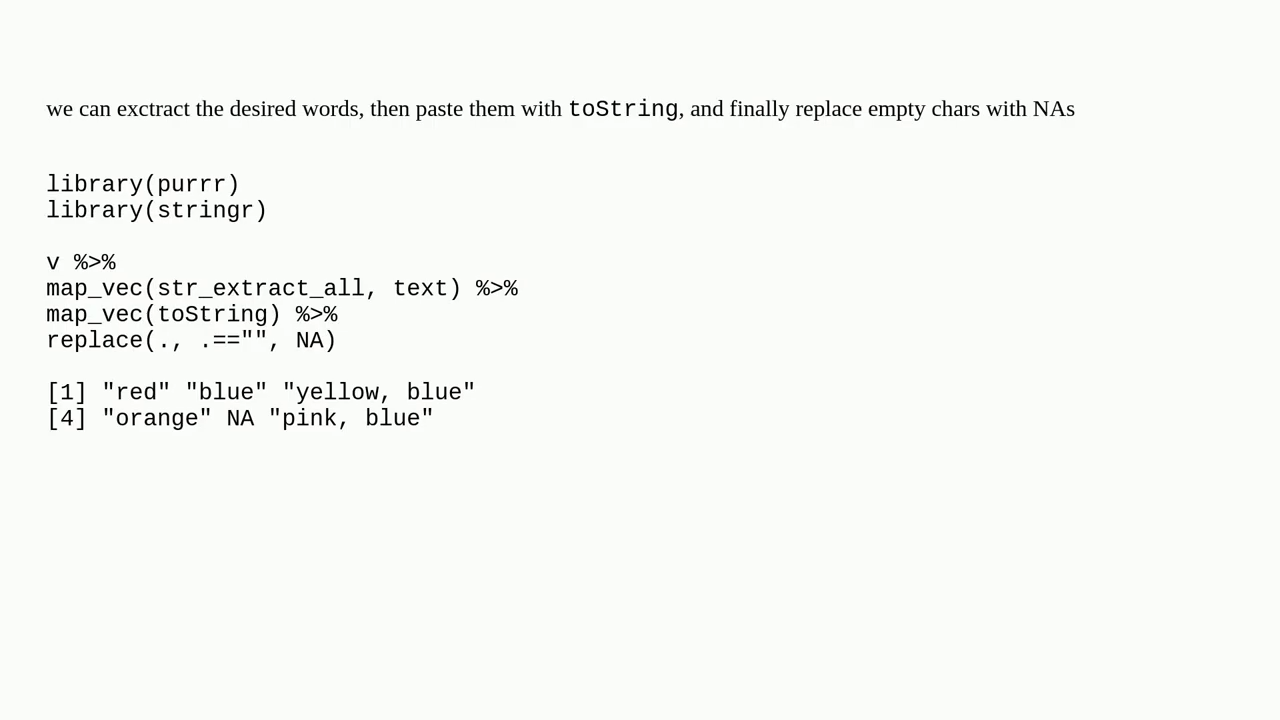 we can exctract the desired words, then paste them with toString, and finally replace empty chars with NAs
library(purrr)
library(stringr)
v %>%
map_vec(str_extract_all, text) %>%
map_vec(toString) %>%
replace(., .=="", NA)
[1] "red" "blue" "yellow, blue"
[4] "orange" NA "pink, blue"